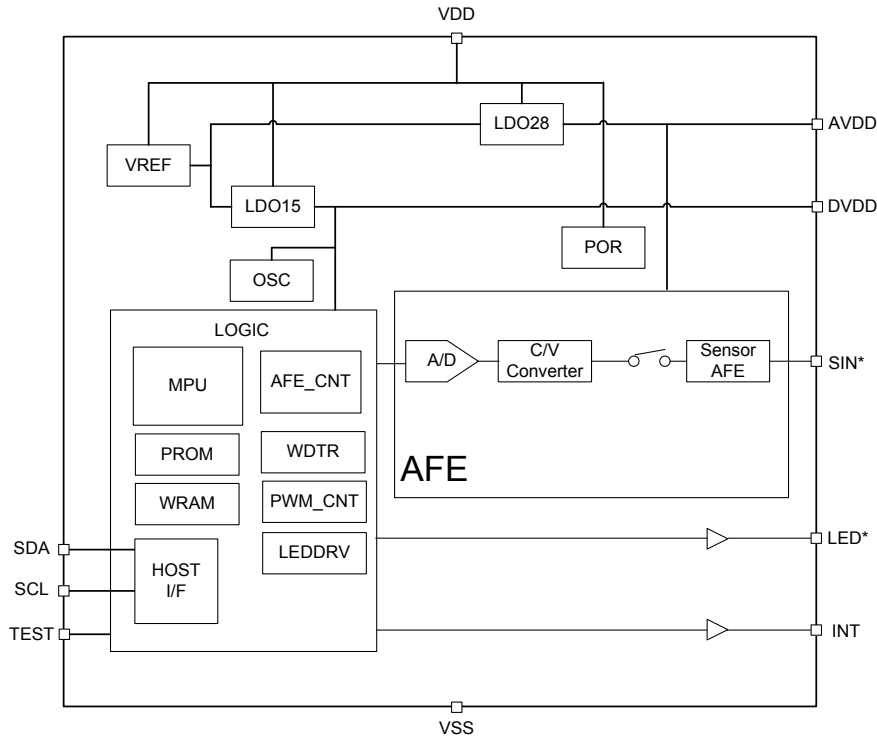 VDD
LDO28
AVDD
VREF
LDO15
DVDD
POR
OSC
LOGIC
MPU
AFE_CNT
A/D
C/V
Converter
Sensor
AFE
SIN*
PROM
WDTR
AFE
WRAM
PWM_CNT
SDA
HOST
I/F
LEDDRV
LED*
SCL
TEST
INT
VSS